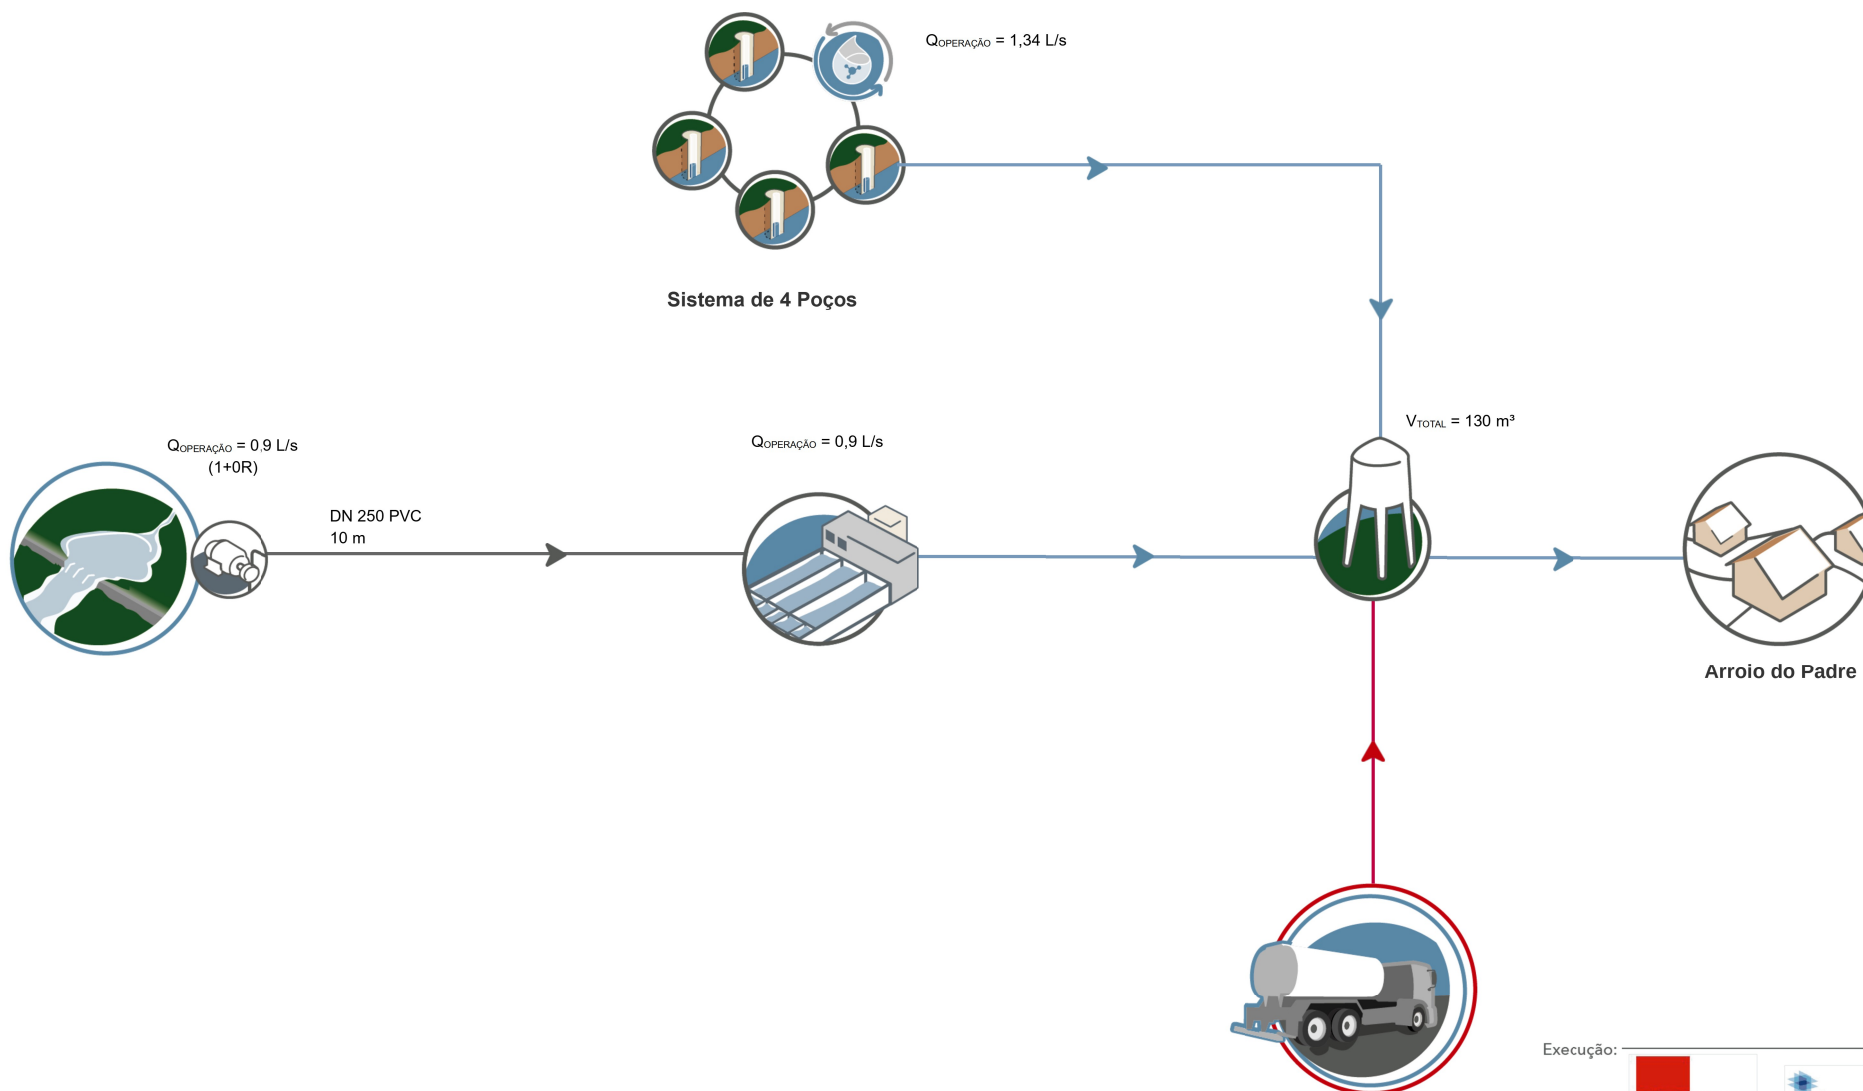 QOPERAÇÃO = 1,34 L/s
Sistema de 4 Poços
VTOTAL = 130 m³
QOPERAÇÃO = 0,9 L/s
(1+0R)
QOPERAÇÃO = 0,9 L/s
DN 250 PVC
10 m
Arroio do Padre
Execução: